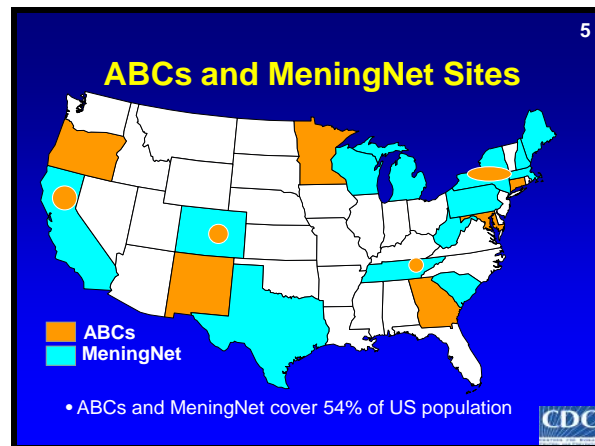 5
ABCs and MeningNet Sites
ABCs
MeningNet
• ABCs and MeningNet cover 54% of US population
CDC